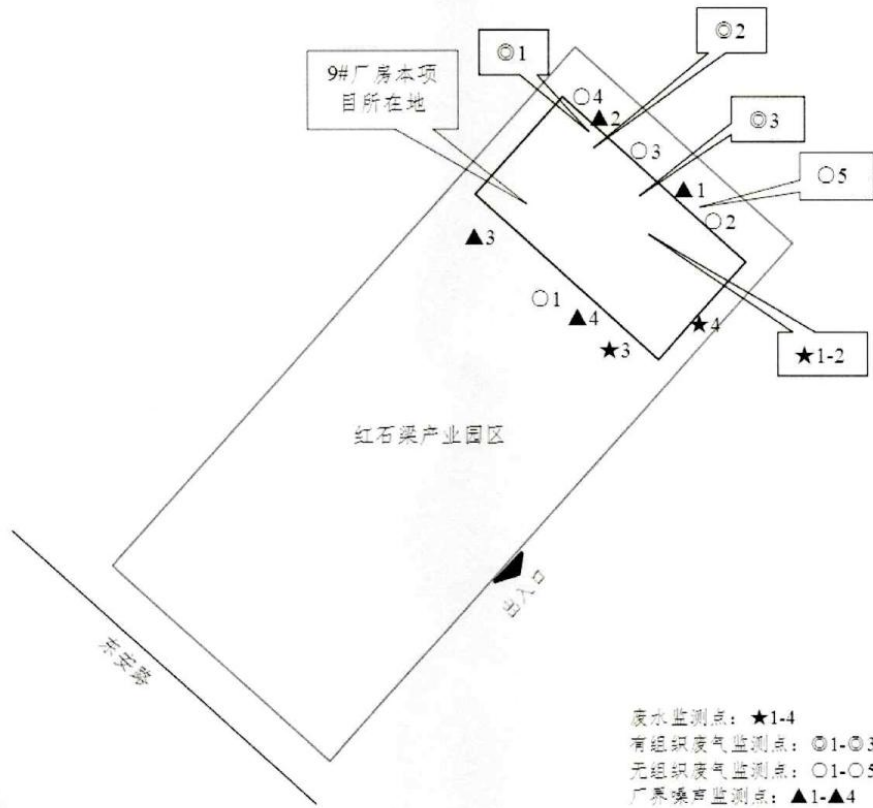 ◎2
◎1
9#厂房本项
目所在地
○4
▲2
◎3
○3
○5
▲1
○2
▲3
○1
▲4
★4
★3
★1-2
红石梁产业园区
出入口
东安路
废水监测点：★1-4
有组织废气监测点：◎1-◎3
无组织废气监测点：○1-○5
厂界噪声监测点：▲1-▲4